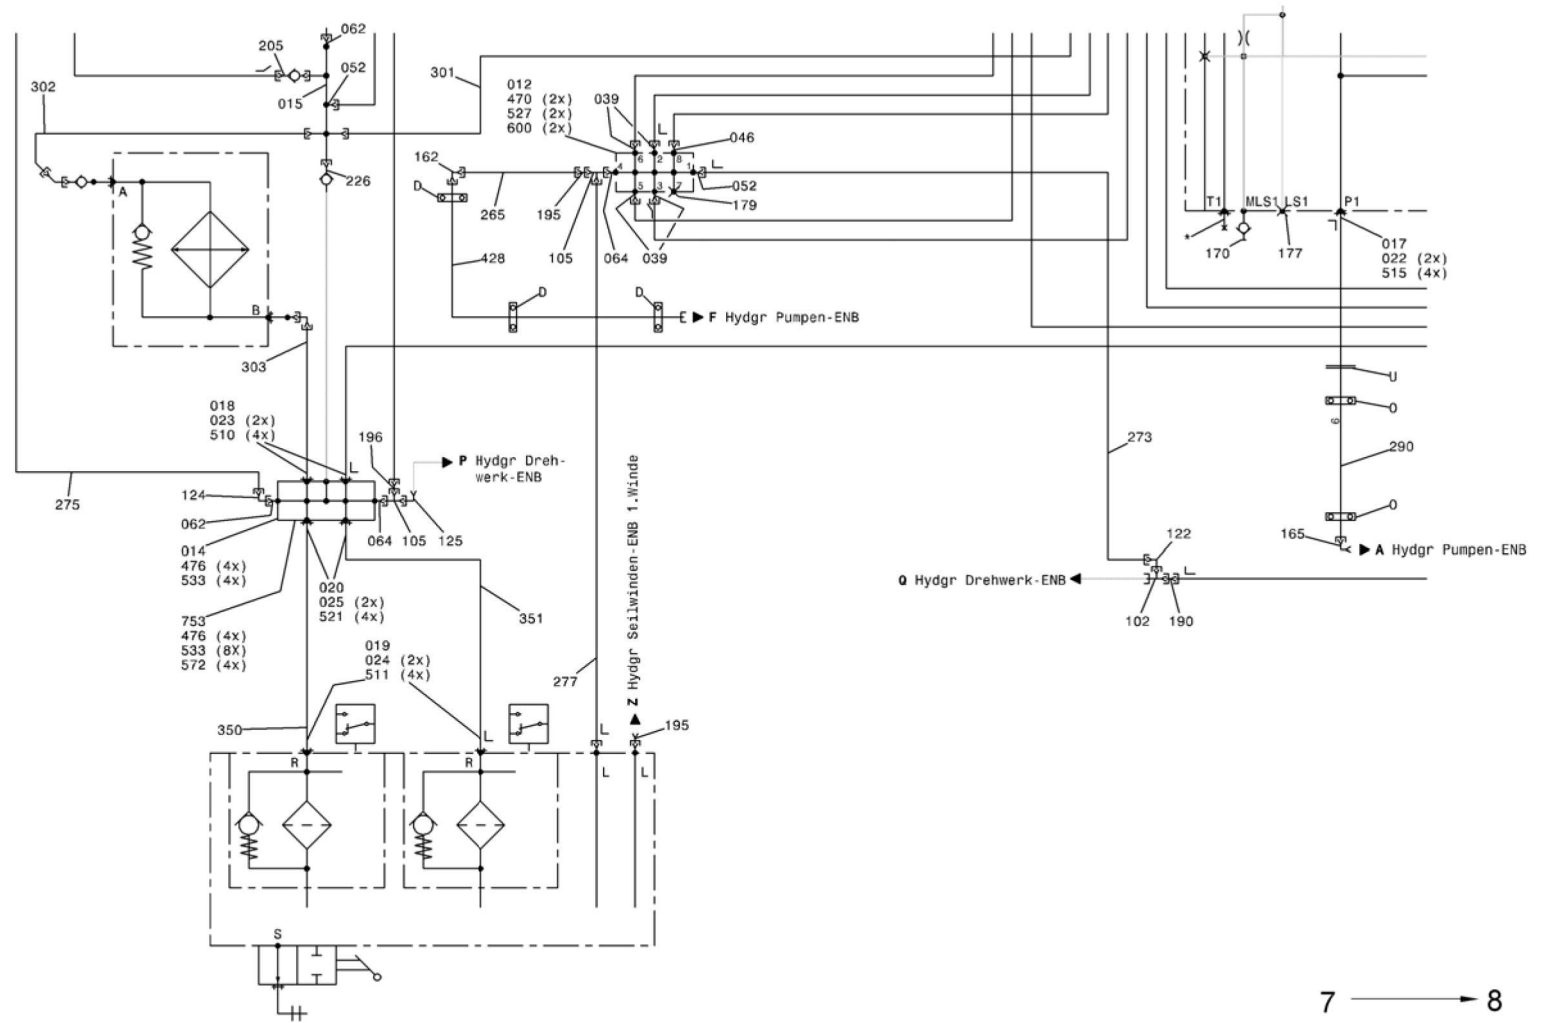 062
205
052
015
302
226
A
B
303
301
012
470 (2x)
527 (2x)
600 (2x)
039
L
046
162
4
6
2
8
1
L
5
3
7
052
179
D
265
195
105
064
039
428
D
D
F Hydgr Pumpen-ENB
T1
MLS1
LS1
P1
*
170
177
017
022 (2x)
515 (4x)
U
O
6
290
O
165
A Hydgr Pumpen-ENB
273
122
L
Q Hydgr Drehwerk-ENB
102
190
018
023 (2x)
510 (4x)
L
196
P Hydgr Dreh-
werk-ENB
275
124
062
014
476 (4x)
533 (4x)
064
105
125
020
025 (2x)
521 (4x)
753
476 (4x)
533 (8X)
572 (4x)
351
019
024 (2x)
511 (4x)
277
Z Hydgr Seilwinden-ENB 1.Winde
350
L
L
195
R
R
L
L
S
7
8